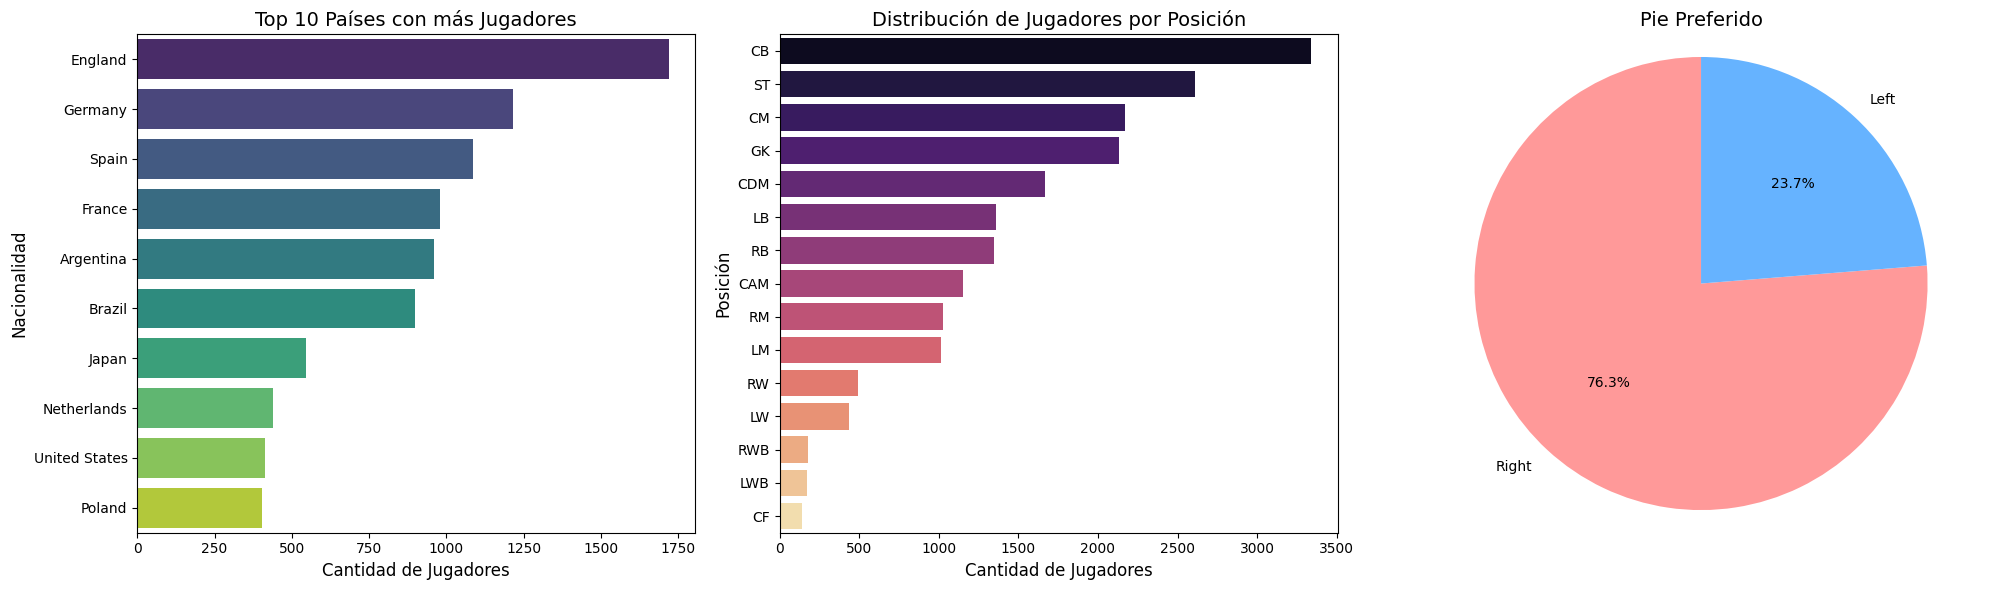 Top 10 Países con más Jugadores
Nacionalidad
England
Germany
Spain
France
Argentina
Brazil
Japan
Netherlands
United States
Poland
0 250 500 750 1000 1250 1500 1750
Cantidad de Jugadores
Distribución de Jugadores por Posición
Posición
CB
ST
CM
GK
CDM
LB
RB
CAM
RM
LM
RW
LW
RWB
LWB
CF
0 500 1000 1500 2000 2500 3000 3500
Cantidad de Jugadores
Pie Preferido
Left
23.7%
76.3%
Right